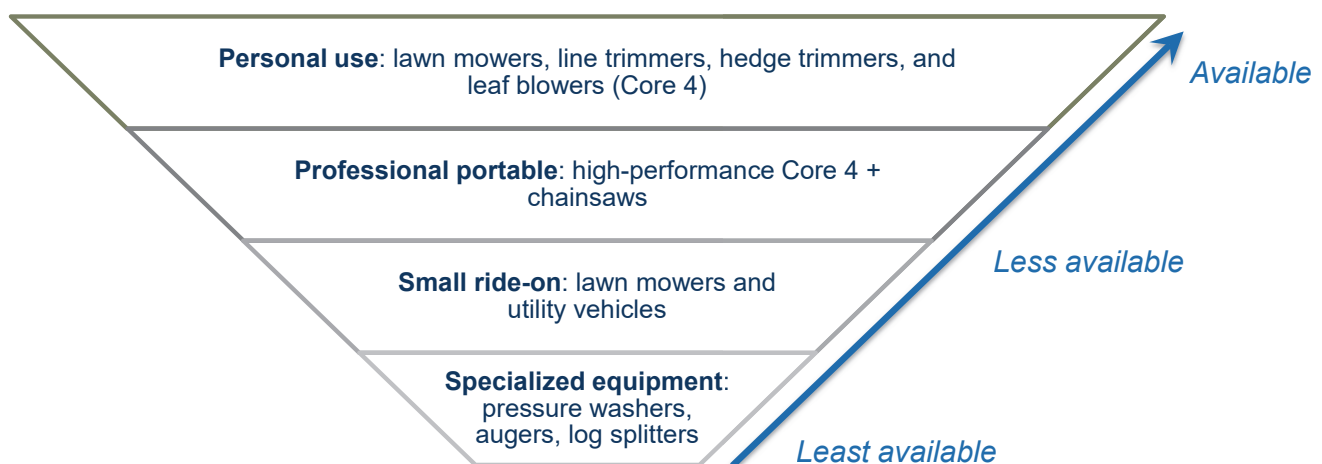 Personal use: lawn mowers, line trimmers, hedge trimmers, and
leaf blowers (Core 4)
Available
Professional portable: high-performance Core 4 +
chainsaws
Less available
Small ride-on: lawn mowers and
utility vehicles
Specialized equipment:
pressure washers,
augers, log splitters
Least available